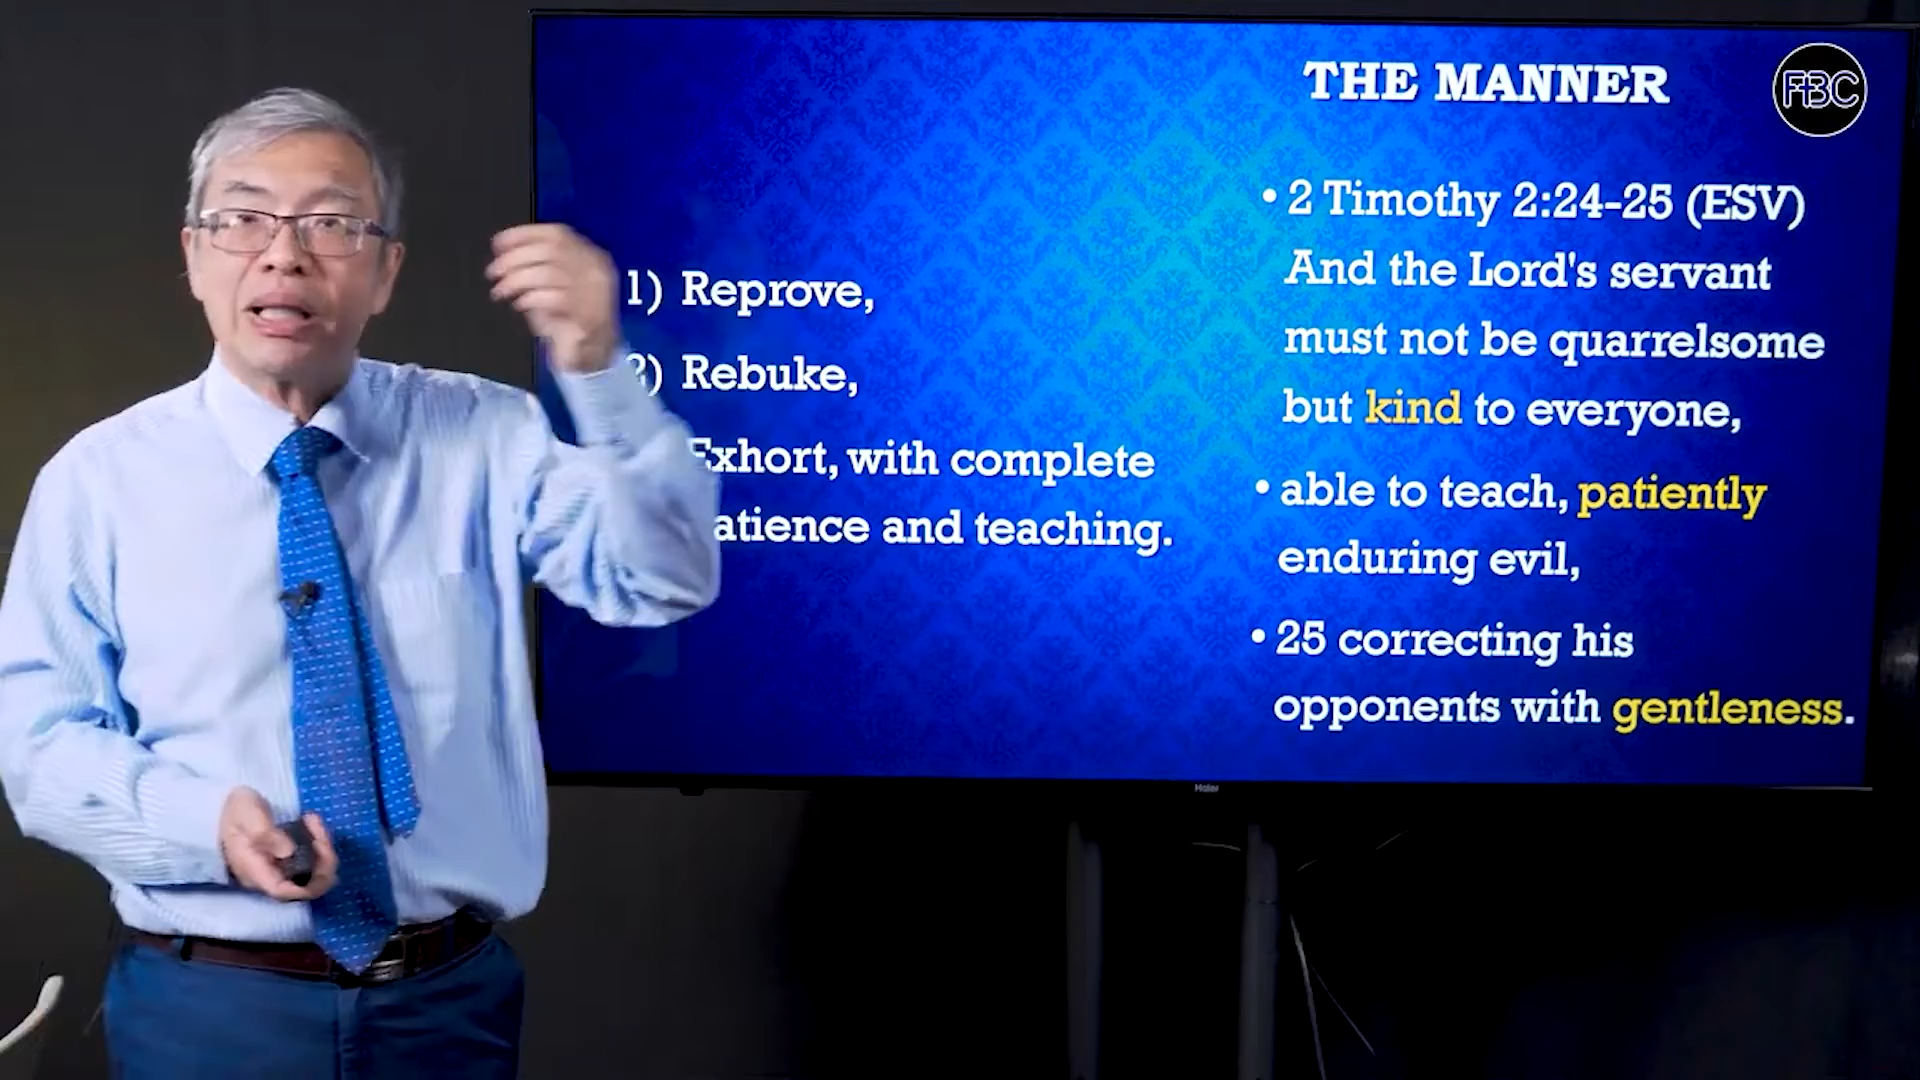 THE MANNER
FBC
1) Reprove,
2) Rebuke,
Exhort, with complete
atience and teaching.
• 2 Timothy 2:24-25 (ESV)
And the Lord's servant
must not be quarrelsome
but kind to everyone,
• able to teach, patiently
enduring evil,
• 25 correcting his
opponents with gentleness.
Haier